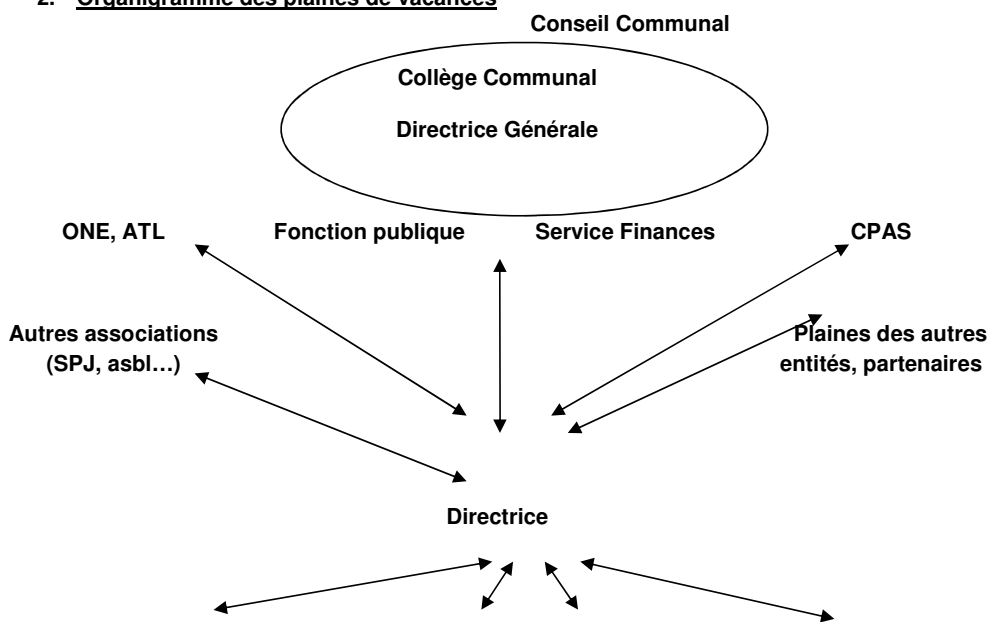 2. Organigramme des plaines de vacances
Conseil Communal
Collège Communal
Directrice Générale
ONE, ATL Fonction publique Service Finances CPAS
Autres associations
(SPJ, asbl…)
Plaines des autres
entités, partenaires
Directrice